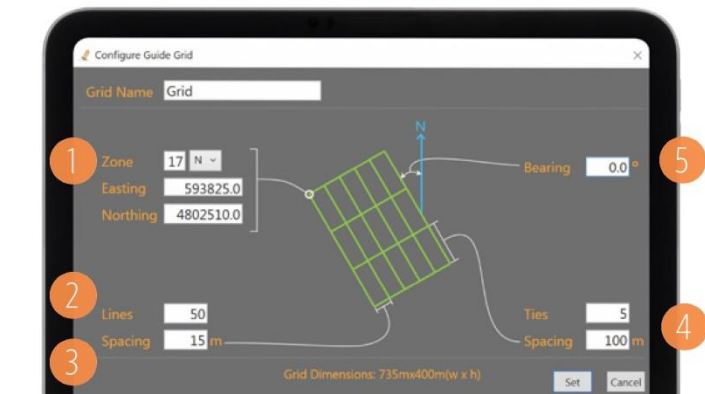 Configure Guide Grid
Grid Name Grid
N
1 Zone 17 N
Easting 593825.0
Northing 4802510.0
Bearing 0.0 ° 5
2 Lines 50
Spacing 15 m
3
Ties 5
Spacing 100 m
4
Grid Dimensions: 735mx400m(w x h)
Set Cancel